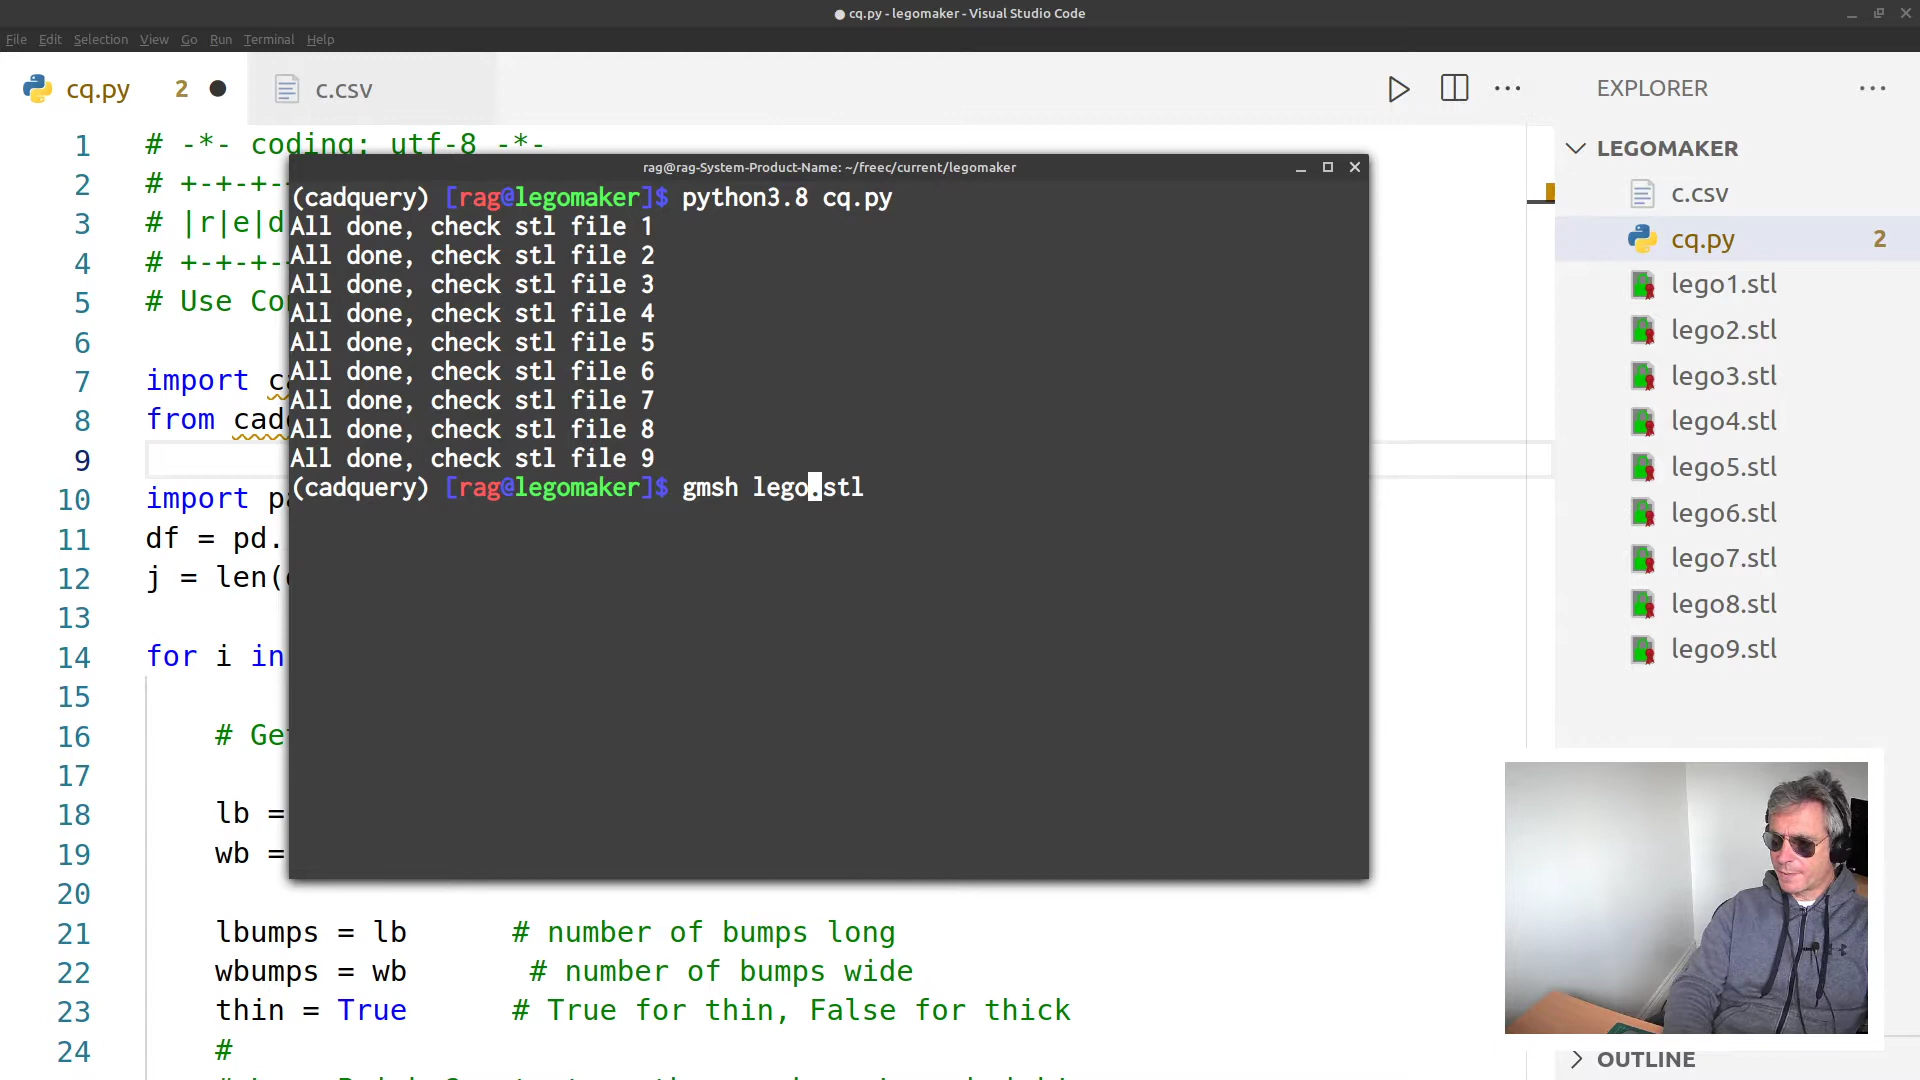 ● cq.py - legomaker - Visual Studio Code
File Edit Selection View Go Run Terminal Help
cq.py 2 ● c.csv
EXPLORER
1 # -*- coding: utf-8 -*-
2 # +-+-+-
3 # |r|e|d
4 # +-+-+-
5 # Use Co
6
7 import c
8 from cad
9
10 import p
11 df = pd.
12 j = len(
13
14 for i in
15
16 # Ge
17
18 lb =
19 wb =
20
21 lbumps = lb # number of bumps long
22 wbumps = wb # number of bumps wide
23 thin = True # True for thin, False for thick
24 #
rag@rag-System-Product-Name: ~/freec/current/legomaker
(cadquery) [rag@legomaker]$ python3.8 cq.py
All done, check stl file 1
All done, check stl file 2
All done, check stl file 3
All done, check stl file 4
All done, check stl file 5
All done, check stl file 6
All done, check stl file 7
All done, check stl file 8
All done, check stl file 9
(cadquery) [rag@legomaker]$ gmsh lego.stl
LEGOMAKER
c.csv
cq.py 2
lego1.stl
lego2.stl
lego3.stl
lego4.stl
lego5.stl
lego6.stl
lego7.stl
lego8.stl
lego9.stl
OUTLINE